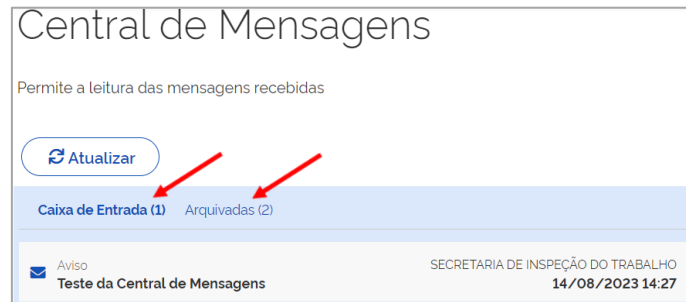 Central de Mensagens
Permite a leitura das mensagens recebidas
Atualizar
Caixa de Entrada (1) Arquivadas (2)
Aviso SECRETARIA DE INSPEÇÃO DO TRABALHO
Teste da Central de Mensagens 14/08/2023 14:27